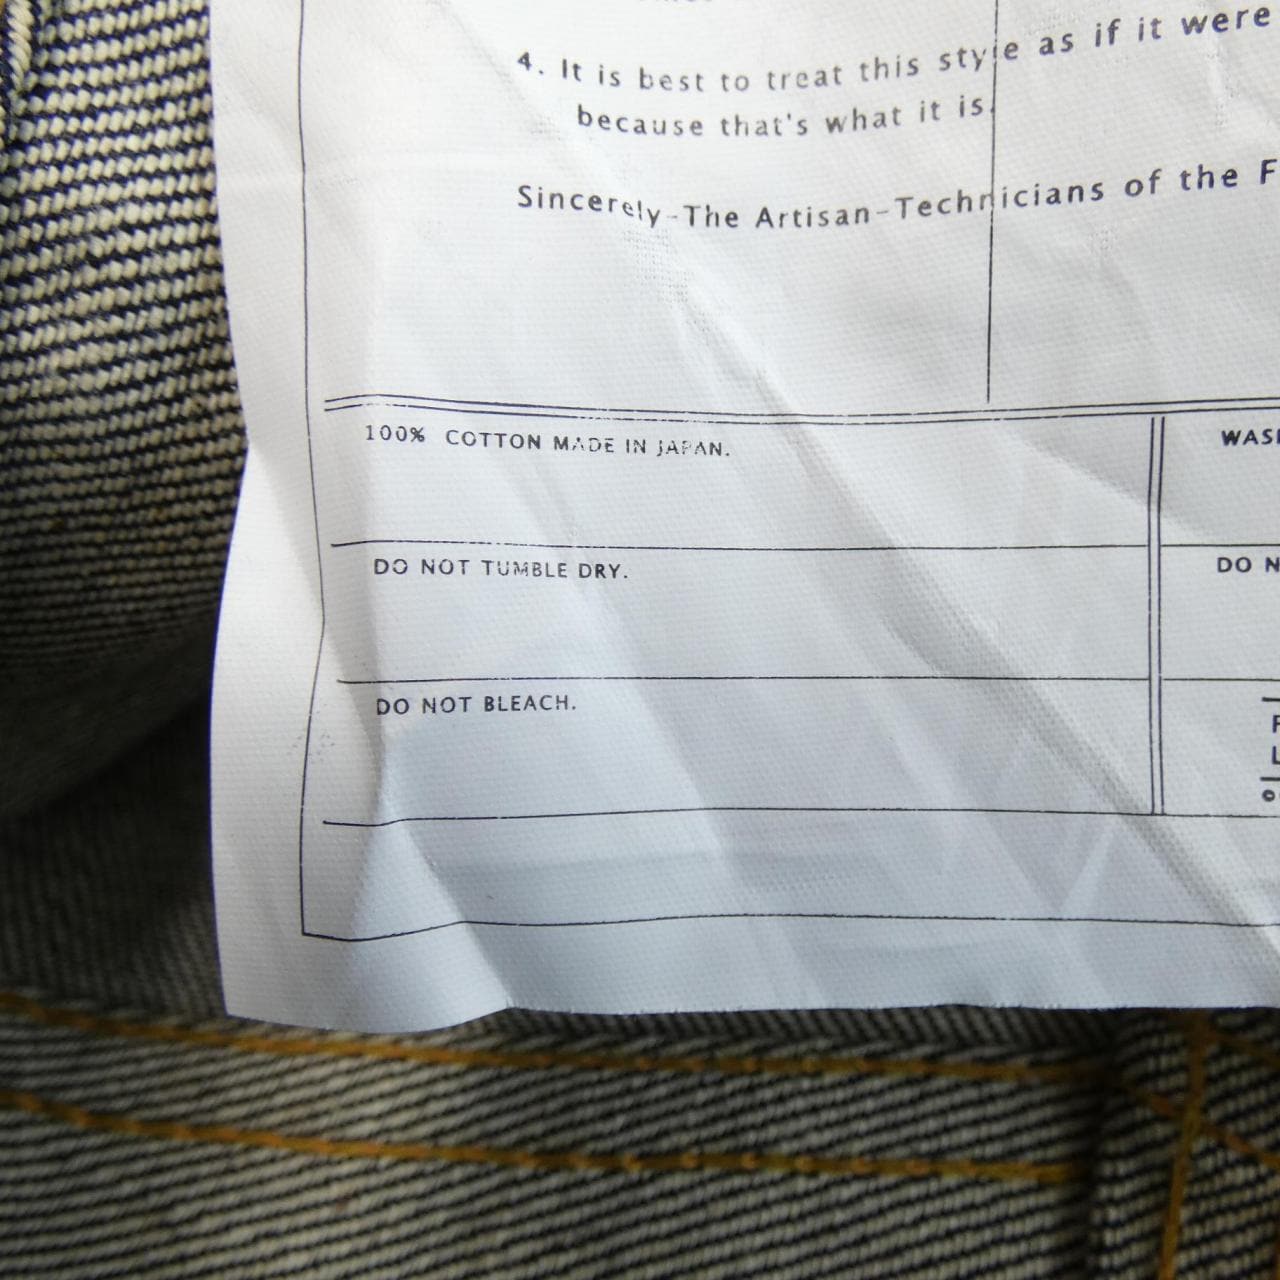 4. It is best to treat this style as if it were
because that's what it is.
Sincerely-The Artisan-Technicians of the F
100% COTTON MADE IN JAPAN.
WASH
DO NOT TUMBLE DRY.
DO N
DO NOT BLEACH.
F
L